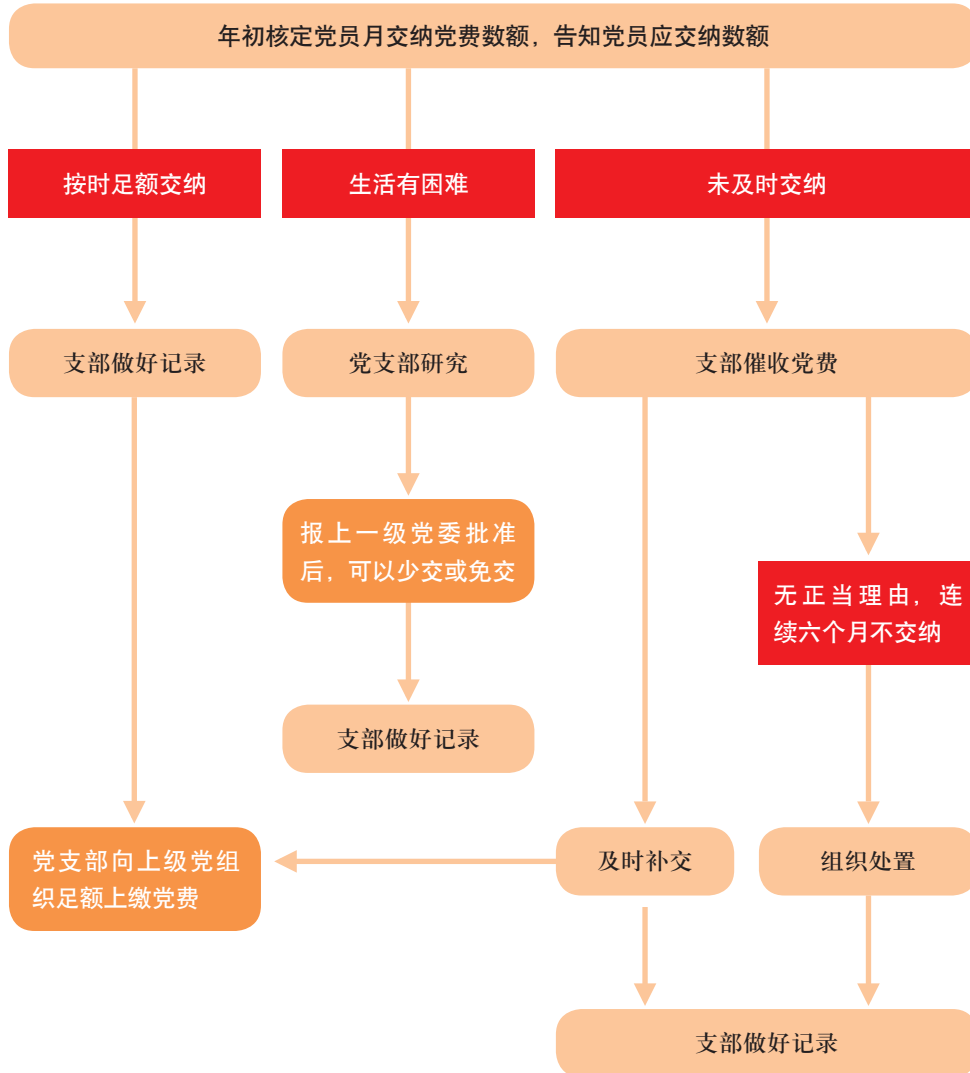 年初核定党员月交纳党费数额，告知党员应交纳数额
按时足额交纳
生活有困难
未及时交纳
支部做好记录
党支部研究
支部催收党费
报上一级党委批准
后，可以少交或免交
无正当理由，连
续六个月不交纳
支部做好记录
党支部向上级党组
织足额上缴党费
及时补交
组织处置
支部做好记录